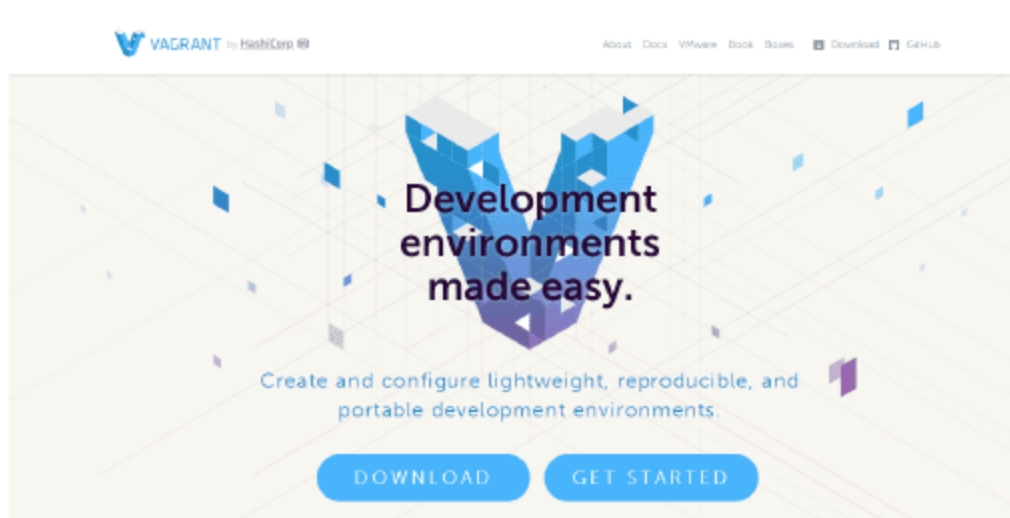 VAGRANT by HashiCorp
About Docs VMware Book Boxes Download GitHub
Development
environments
made easy.
Create and configure lightweight, reproducible, and
portable development environments.
DOWNLOAD GET STARTED